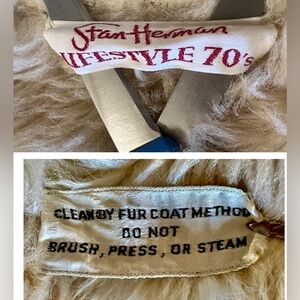 Stan Herman
LIFESTYLE 70's
CLEAN BY FUR COAT METHOD
DO NOT
BRUSH, PRESS, OR STEAM